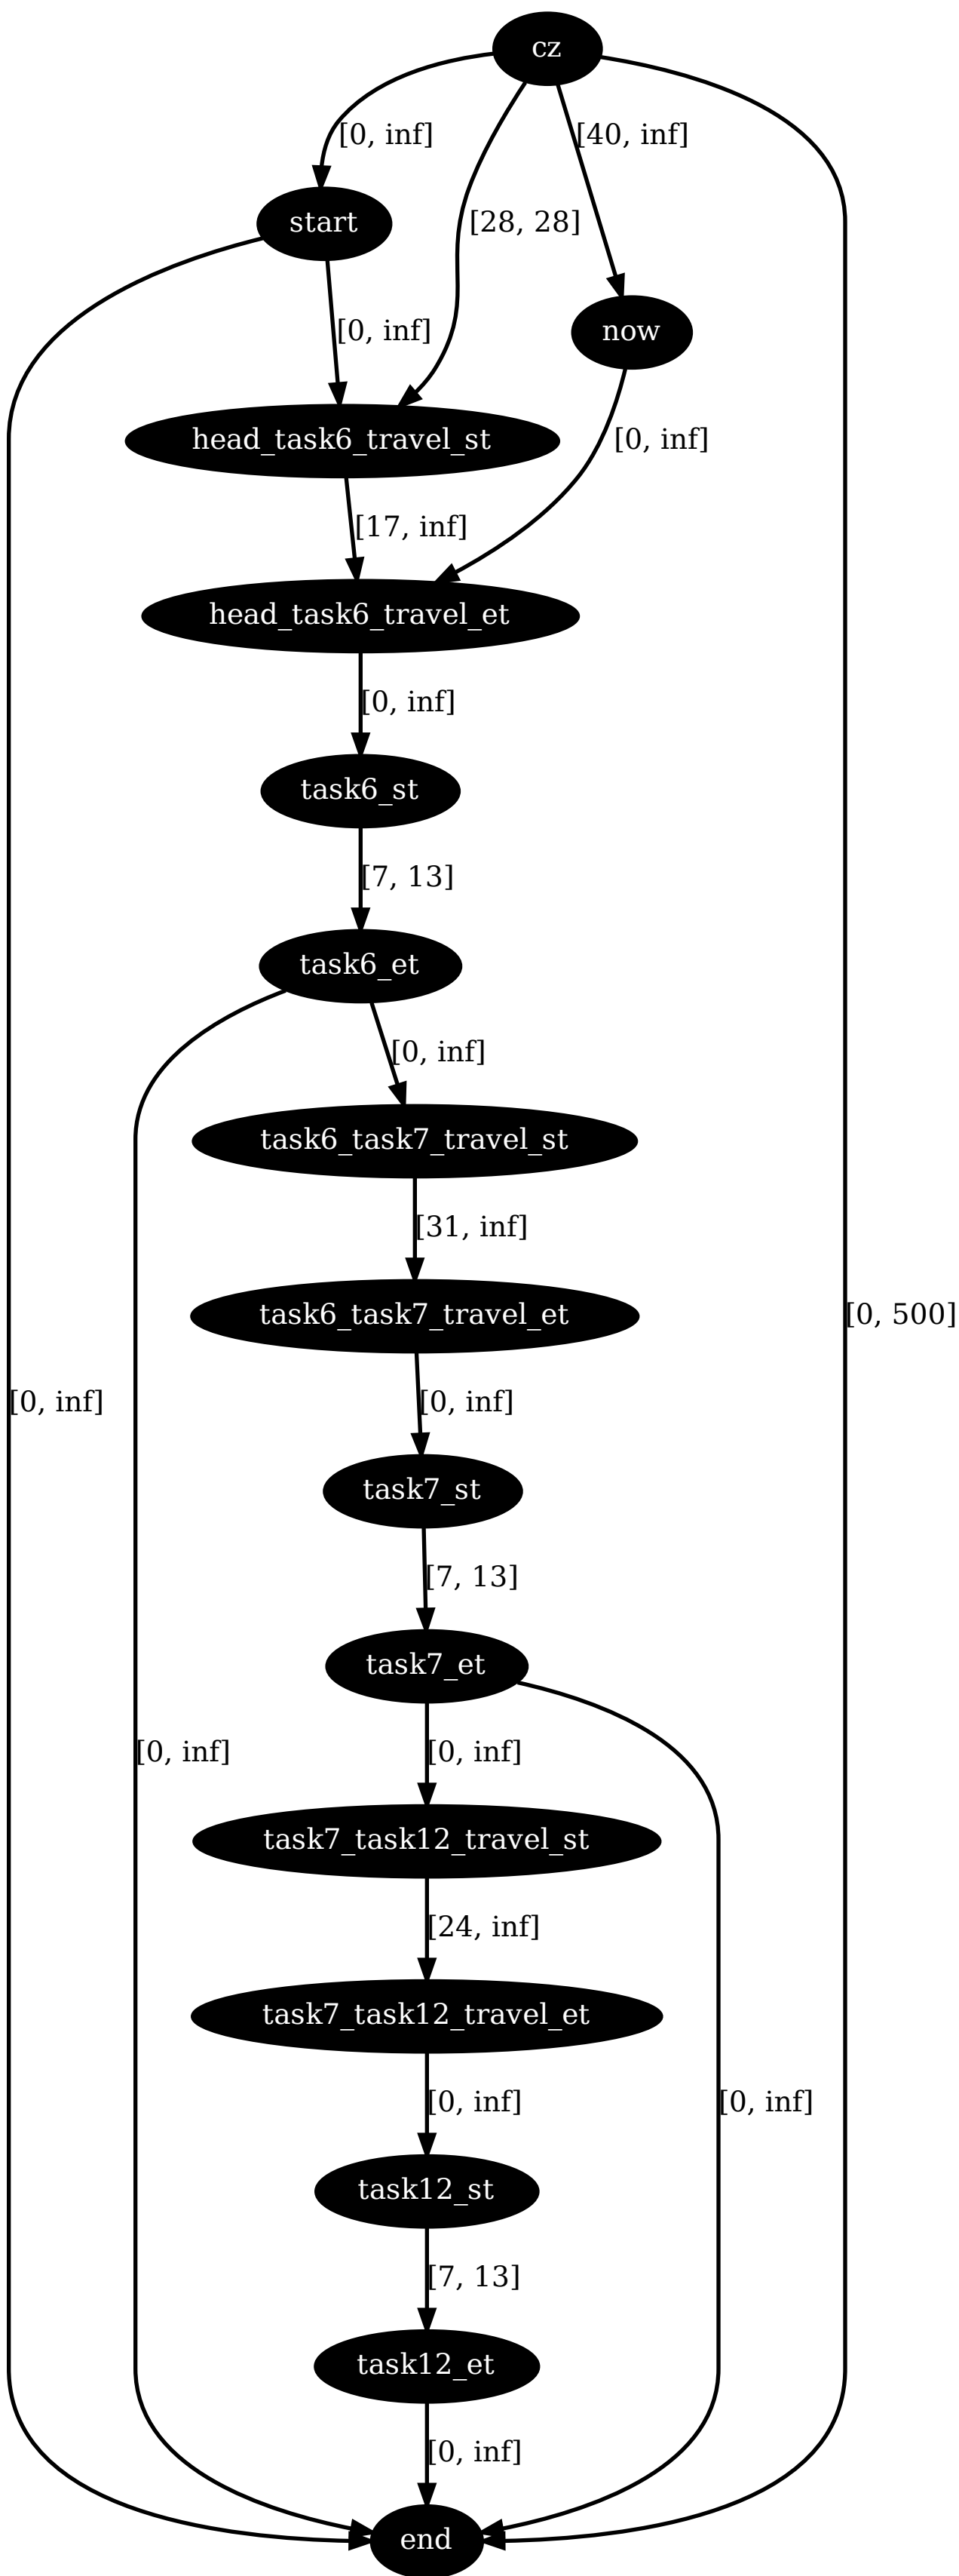 cz
[0, inf]
[40, inf]
start
[28, 28]
now
[0, inf]
head_task6_travel_st
[0, inf]
[17, inf]
head_task6_travel_et
[0, inf]
task6_st
[7, 13]
task6_et
[0, inf]
task6_task7_travel_st
[31, inf]
task6_task7_travel_et
[0, 500]
[0, inf]
[0, inf]
task7_st
[7, 13]
task7_et
[0, inf]
[0, inf]
task7_task12_travel_st
[24, inf]
task7_task12_travel_et
[0, inf]
[0, inf]
task12_st
[7, 13]
task12_et
[0, inf]
end